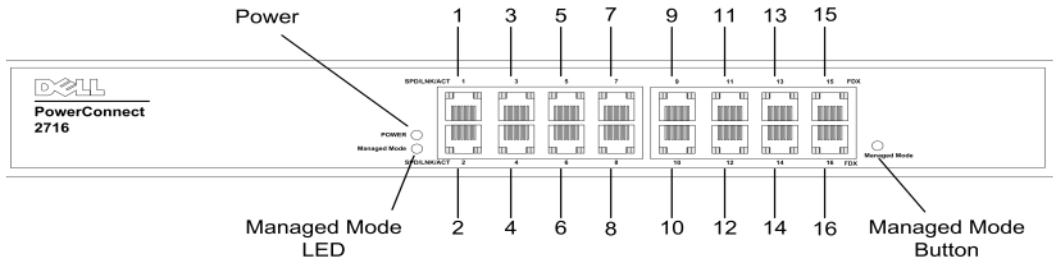 Power 1 3 5 7 9 11 13 15
DELL
PowerConnect
2716
SPD/LNK/ACT 1 3 5 7 9 11 13 15 FDX
POWER
Managed Mode
SPD/LNK/ACT 2 4 6 8 10 12 14 16 FDX
Managed Mode
Managed Mode
LED
2 4 6 8 10 12 14 16
Managed Mode
Button